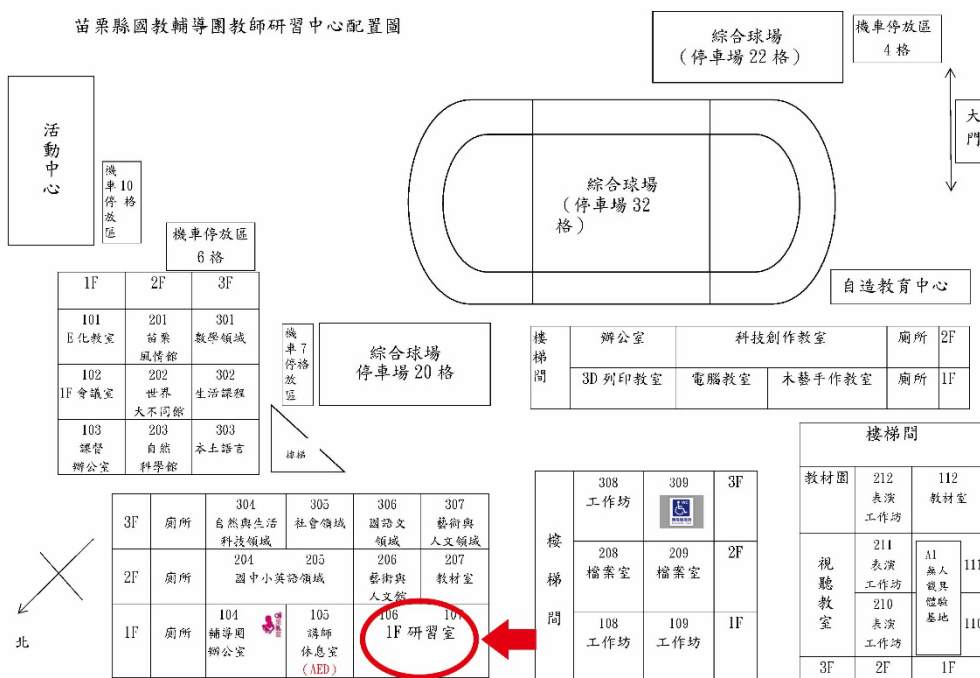 苗栗縣國教輔導團教師研習中心配置圖
綜合球場
(停車場 22 格)
機車停放區
4 格
大門
活動中心
機車停放區
10格
綜合球場
(停車場 32
格)
機車停放區
6 格
自造教育中心
1F 2F 3F
101 201 301
E 化教室 苗栗 數學領域
風情館
102 202 302
1F 會議室 世界 生活課程
大不同館
103 203 303
課督 自然 本土語言
辦公室 科學館
機車停放區
7格
綜合球場
停車場 20 格
樓梯
樓梯間 辦公室 科技創作教室 廁所 2F
3D 列印教室 電腦教室 木藝手作教室 廁所 1F
樓梯間
教材園 212 112
表演 教材室
工作坊
視聽教室
211 111
表演
工作坊
210 110
表演
工作坊
A1
無人
載具
體驗
基地
3F 2F 1F
樓梯間
308 309 3F
工作坊
208 209 2F
檔案室 檔案室
108 109 1F
工作坊 工作坊
304 305 306 307
3F 廁所 自然與生活 社會領域 國語文 藝術與
科技領域 領域 人文領域
204 205 206 207
2F 廁所 國中小英語領域 藝術與 教材室
人文館
104 105 106
1F 廁所 輔導團 講師 1F 研習室
辦公室 休息室
(AED)
北